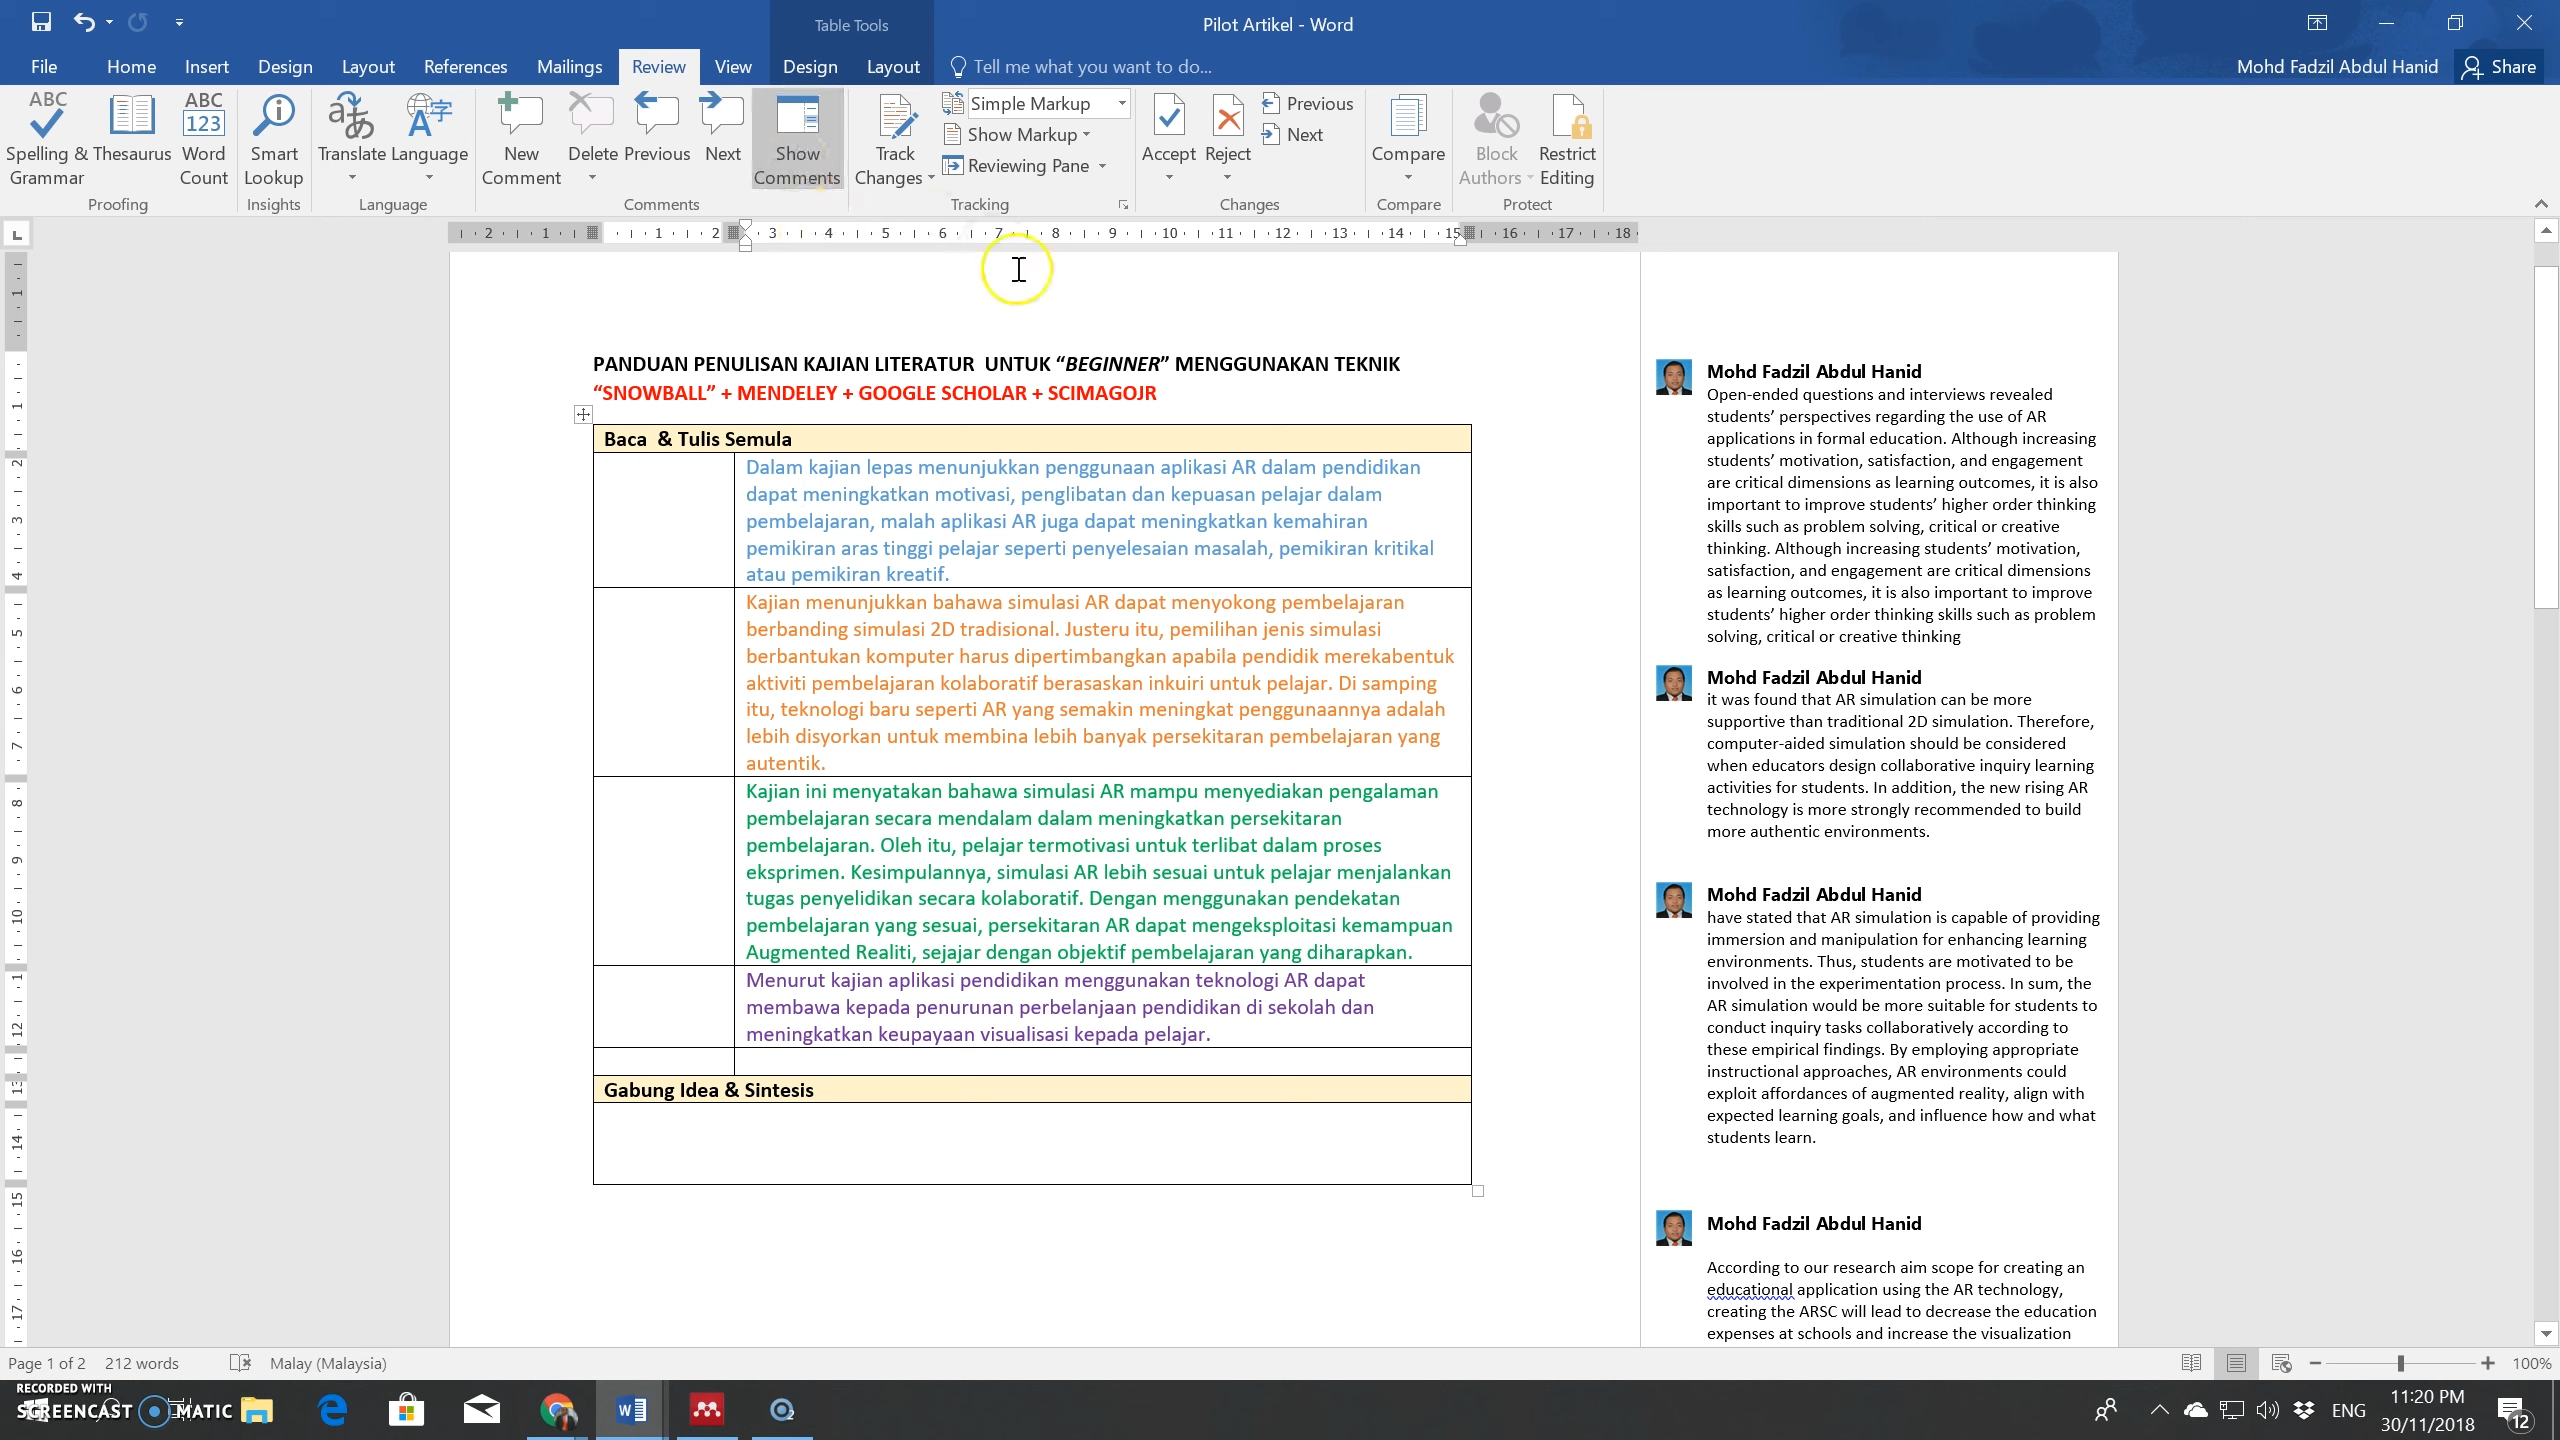 Table Tools
Pilot Artikel - Word
File Home Insert Design Layout References Mailings Review View Design Layout Tell me what you want to do...
Mohd Fadzil Abdul Hanid Share
ABC
Spelling &
Grammar
Thesaurus
ABC
123
Word
Count
Proofing
Smart
Lookup
Insights
Translate
Language
Language
New
Comment
Delete
Previous
Next
Show
Comments
Comments
Track
Changes
Simple Markup
Show Markup
Reviewing Pane
Tracking
Accept
Reject
Previous
Next
Changes
Compare
Compare
Block
Authors
Restrict
Editing
Protect
2 1 1 2 3 4 5 6 7 8 9 10 11 12 13 14 15 16 17 18
PANDUAN PENULISAN KAJIAN LITERATUR UNTUK “BEGINNER” MENGGUNAKAN TEKNIK
“SNOWBALL” + MENDELEY + GOOGLE SCHOLAR + SCIMAGOJR
Baca & Tulis Semula
Dalam kajian lepas menunjukkan penggunaan aplikasi AR dalam pendidikan
dapat meningkatkan motivasi, penglibatan dan kepuasan pelajar dalam
pembelajaran, malah aplikasi AR juga dapat meningkatkan kemahiran
pemikiran aras tinggi pelajar seperti penyelesaian masalah, pemikiran kritikal
atau pemikiran kreatif.
Kajian menunjukkan bahawa simulasi AR dapat menyokong pembelajaran
berbanding simulasi 2D tradisional. Justeru itu, pemilihan jenis simulasi
berbantukan komputer harus dipertimbangkan apabila pendidik merekabentuk
aktiviti pembelajaran kolaboratif berasaskan inkuiri untuk pelajar. Di samping
itu, teknologi baru seperti AR yang semakin meningkat penggunaannya adalah
lebih disyorkan untuk membina lebih banyak persekitaran pembelajaran yang
autentik.
Kajian ini menyatakan bahawa simulasi AR mampu menyediakan pengalaman
pembelajaran secara mendalam dalam meningkatkan persekitaran
pembelajaran. Oleh itu, pelajar termotivasi untuk terlibat dalam proses
eksprimen. Kesimpulannya, simulasi AR lebih sesuai untuk pelajar menjalankan
tugas penyelidikan secara kolaboratif. Dengan menggunakan pendekatan
pembelajaran yang sesuai, persekitaran AR dapat mengeksploitasi kemampuan
Augmented Realiti, sejajar dengan objektif pembelajaran yang diharapkan.
Menurut kajian aplikasi pendidikan menggunakan teknologi AR dapat
membawa kepada penurunan perbelanjaan pendidikan di sekolah dan
meningkatkan keupayaan visualisasi kepada pelajar.
Gabung Idea & Sintesis
Mohd Fadzil Abdul Hanid
Open-ended questions and interviews revealed
students’ perspectives regarding the use of AR
applications in formal education. Although increasing
students’ motivation, satisfaction, and engagement
are critical dimensions as learning outcomes, it is also
important to improve students’ higher order thinking
skills such as problem solving, critical or creative
thinking. Although increasing students’ motivation,
satisfaction, and engagement are critical dimensions
as learning outcomes, it is also important to improve
students’ higher order thinking skills such as problem
solving, critical or creative thinking
Mohd Fadzil Abdul Hanid
it was found that AR simulation can be more
supportive than traditional 2D simulation. Therefore,
computer-aided simulation should be considered
when educators design collaborative inquiry learning
activities for students. In addition, the new rising AR
technology is more strongly recommended to build
more authentic environments.
Mohd Fadzil Abdul Hanid
have stated that AR simulation is capable of providing
immersion and manipulation for enhancing learning
environments. Thus, students are motivated to be
involved in the experimentation process. In sum, the
AR simulation would be more suitable for students to
conduct inquiry tasks collaboratively according to
these empirical findings. By employing appropriate
instructional approaches, AR environments could
exploit affordances of augmented reality, align with
expected learning goals, and influence how and what
students learn.
Mohd Fadzil Abdul Hanid
According to our research aim scope for creating an
educational application using the AR technology,
creating the ARSC will lead to decrease the education
expenses at schools and increase the visualization
Page 1 of 2 212 words Malay (Malaysia)
100%
RECORDED WITH
SCREENCAST MATIC
ENG
11:20 PM
30/11/2018
12